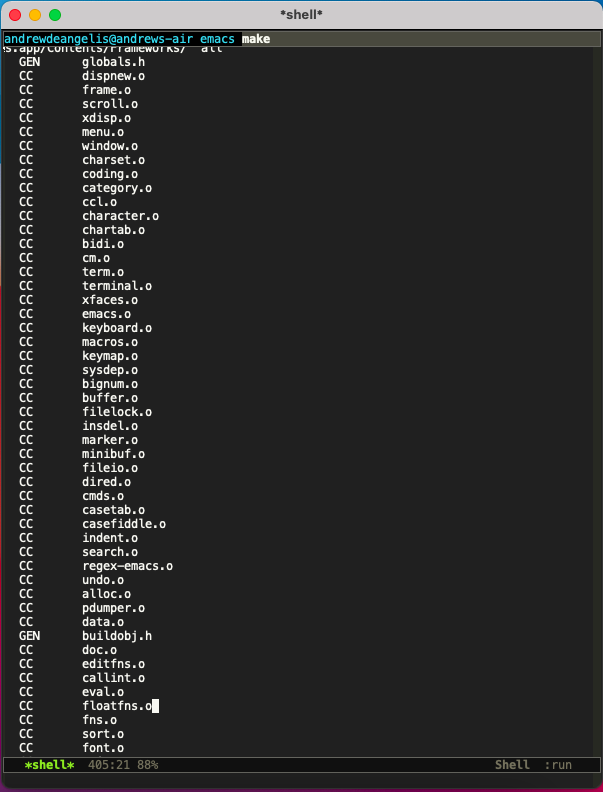 *shell*
andrewdeangelis@andrews-air emacs make
s.app/Contents/Frameworks/" all
GEN globals.h
CC dispnew.o
CC frame.o
CC scroll.o
CC xdisp.o
CC menu.o
CC window.o
CC charset.o
CC coding.o
CC category.o
CC ccl.o
CC character.o
CC chartab.o
CC bidi.o
CC cm.o
CC term.o
CC terminal.o
CC xfaces.o
CC emacs.o
CC keyboard.o
CC macros.o
CC keymap.o
CC sysdep.o
CC bignum.o
CC buffer.o
CC filelock.o
CC insdel.o
CC marker.o
CC minibuf.o
CC fileio.o
CC dired.o
CC cmds.o
CC casetab.o
CC casefiddle.o
CC indent.o
CC search.o
CC regex-emacs.o
CC undo.o
CC alloc.o
CC pdumper.o
CC data.o
GEN buildobj.h
CC doc.o
CC editfns.o
CC callint.o
CC eval.o
CC floatfns.o
CC fns.o
CC sort.o
CC font.o
*shell* 405:21 88% Shell :run